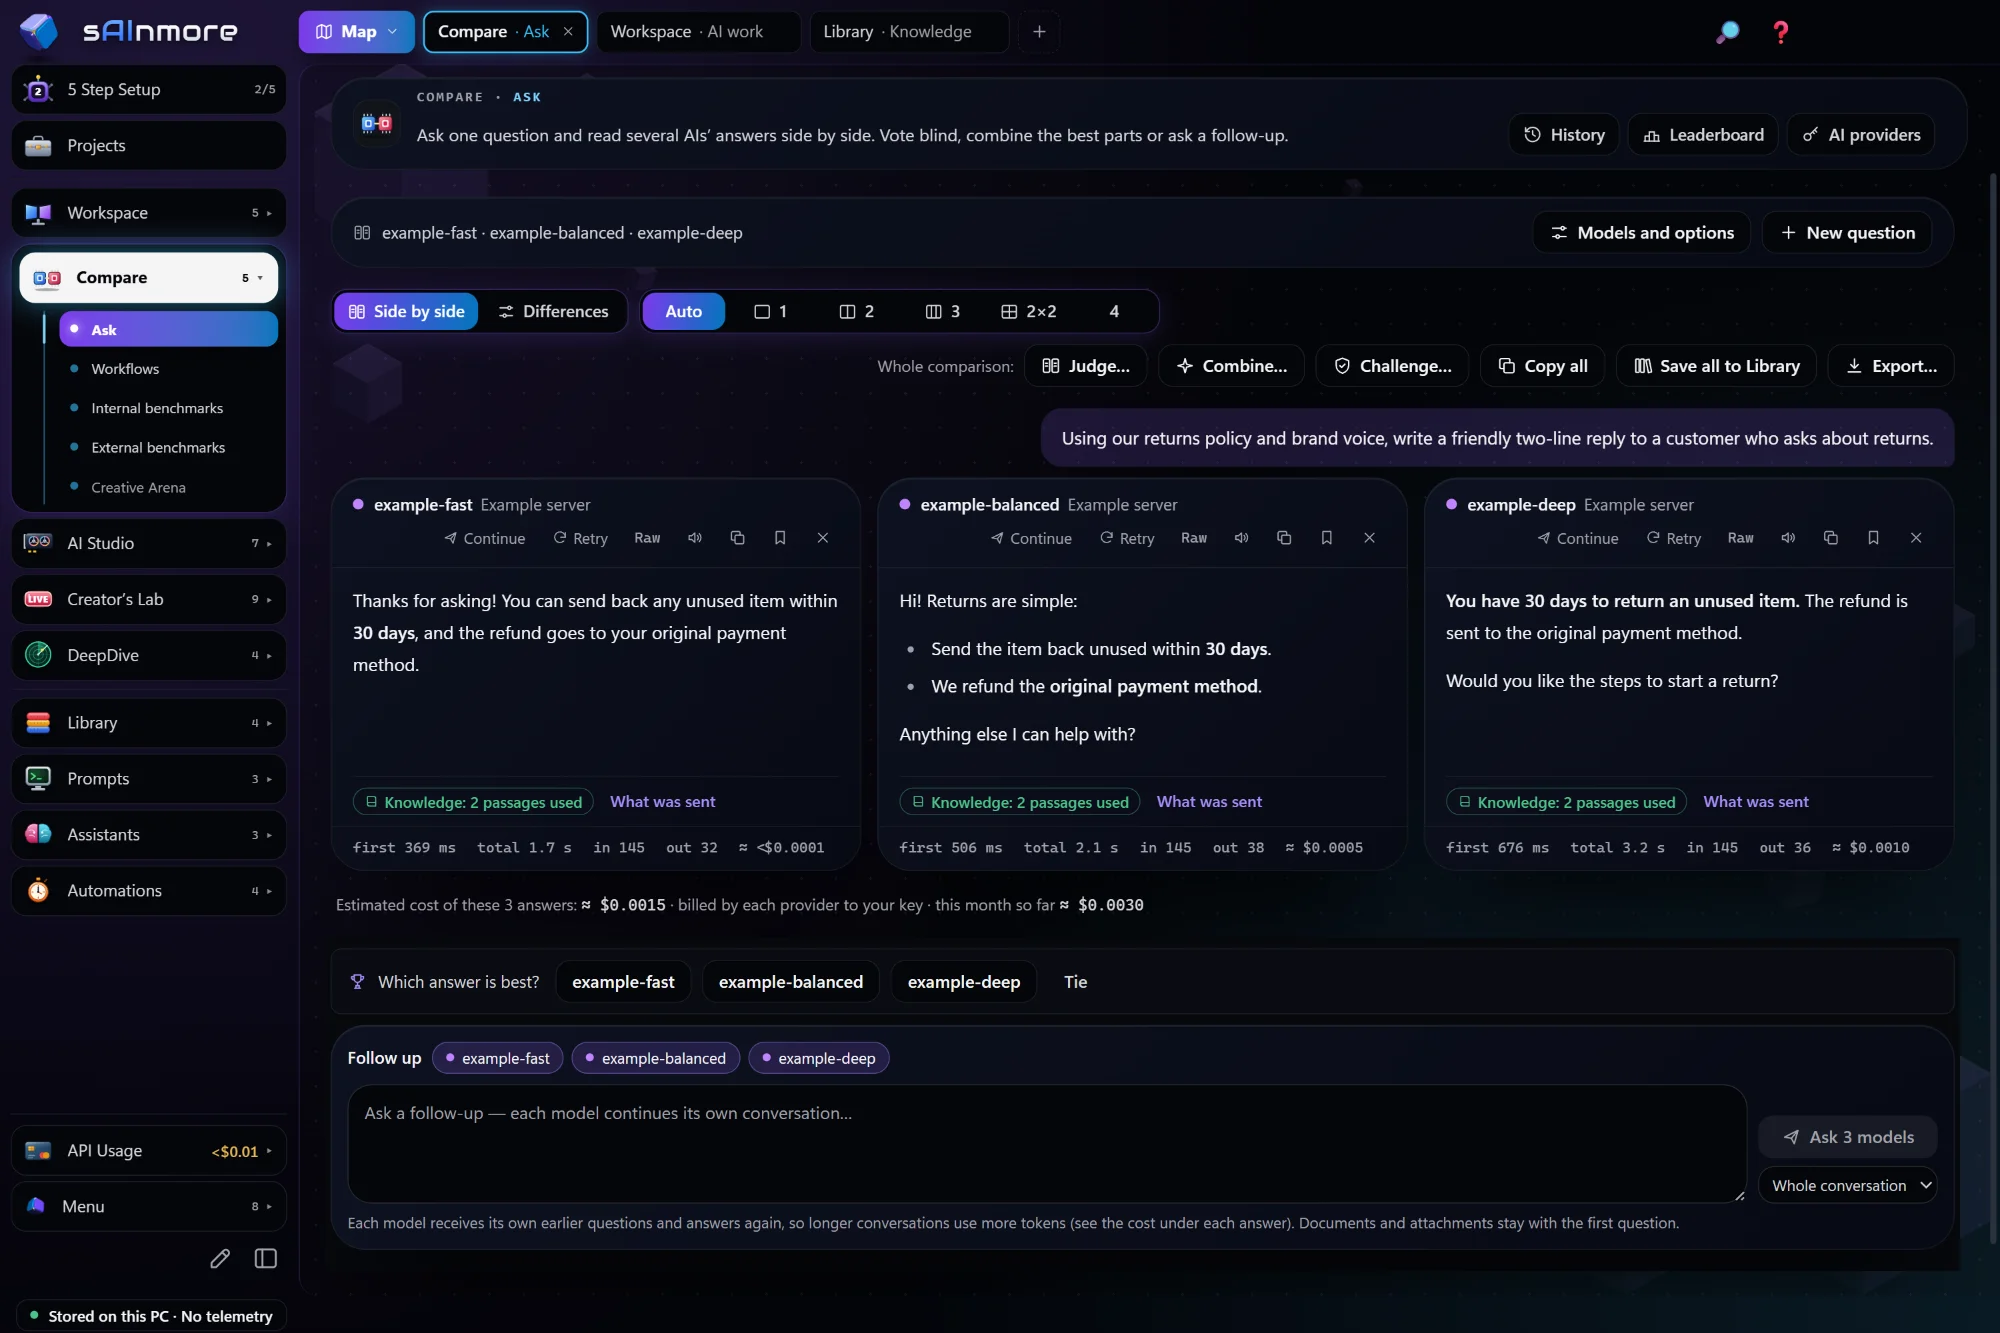 sAInmore
Map
Compare · Ask
Workspace · AI work
Library · Knowledge
5 Step Setup 2/5
Projects
Workspace 5
Compare 5
Ask
Workflows
Internal benchmarks
External benchmarks
Creative Arena
AI Studio 7
LIVE Creator’s Lab 9
DeepDive 4
Library 4
Prompts 3
Assistants 3
Automations 4
API Usage <$0.01
Menu 8
Stored on this PC · No telemetry
COMPARE · ASK
Ask one question and read several AIs’ answers side by side. Vote blind, combine the best parts or ask a follow-up.
History
Leaderboard
AI providers
example-fast · example-balanced · example-deep
Models and options
New question
Side by side
Differences
Auto
1
2
3
2×2
4
Whole comparison:
Judge...
Combine...
Challenge...
Copy all
Save all to Library
Export...
Using our returns policy and brand voice, write a friendly two-line reply to a customer who asks about returns.
example-fast Example server
Continue Retry Raw
Thanks for asking! You can send back any unused item within
30 days, and the refund goes to your original payment
method.
Knowledge: 2 passages used What was sent
first 369 ms total 1.7 s in 145 out 32 ≈ <$0.0001
example-balanced Example server
Continue Retry Raw
Hi! Returns are simple:
Send the item back unused within 30 days.
We refund the original payment method.
Anything else I can help with?
Knowledge: 2 passages used What was sent
first 506 ms total 2.1 s in 145 out 38 ≈ $0.0005
example-deep Example server
Continue Retry Raw
You have 30 days to return an unused item. The refund is
sent to the original payment method.
Would you like the steps to start a return?
Knowledge: 2 passages used What was sent
first 676 ms total 3.2 s in 145 out 36 ≈ $0.0010
Estimated cost of these 3 answers: ≈ $0.0015 · billed by each provider to your key · this month so far ≈ $0.0030
Which answer is best?
example-fast
example-balanced
example-deep
Tie
Follow up
example-fast
example-balanced
example-deep
Ask a follow-up — each model continues its own conversation...
Ask 3 models
Whole conversation
Each model receives its own earlier questions and answers again, so longer conversations use more tokens (see the cost under each answer). Documents and attachments stay with the first question.